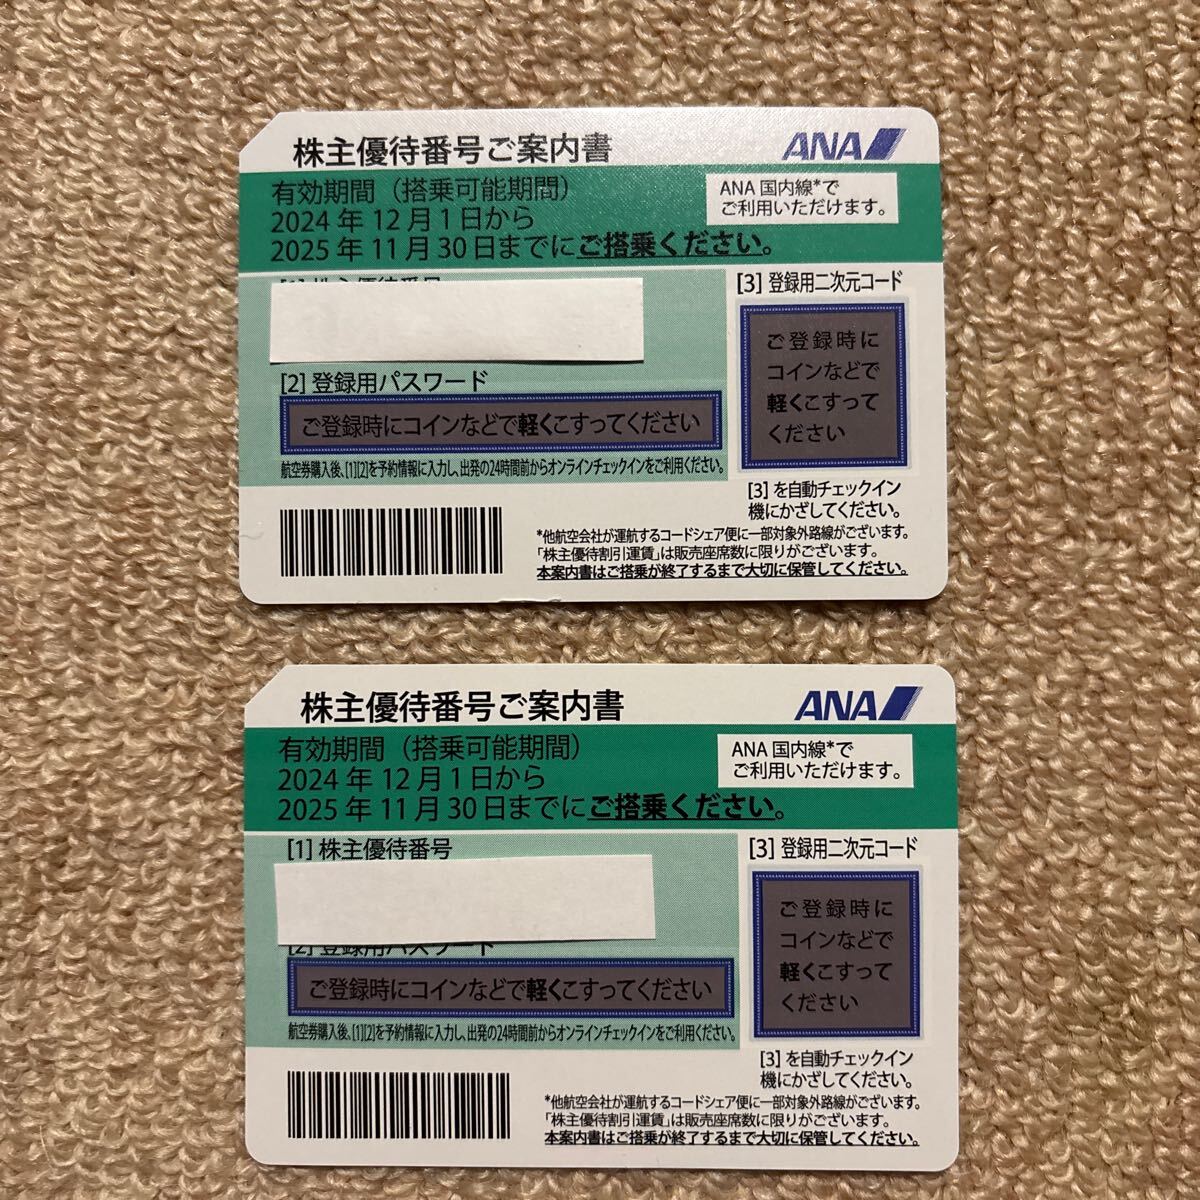 株主優待番号ご案内書
ANA
有効期間（搭乗可能期間）
2024年12月1日から
2025年11月30日までにご搭乗ください。
ANA国内線*で
ご利用いただけます。
[3] 登録用二次元コード
ご登録時に
コインなどで
軽くこすって
ください
[2] 登録用パスワード
ご登録時にコインなどで軽くこすってください
航空券購入後、[1][2]を予約情報に入力し、出発の24時間前からオンラインチェックインをご利用ください。
[3] を自動チェックイン
機にかざしてください。
*他航空会社が運航するコードシェア便に一部対象外路線がございます。
「株主優待割引運賃」は販売座席数に限りがございます。
本案内書はご搭乗が終了するまで大切に保管してください。
株主優待番号ご案内書
ANA
有効期間（搭乗可能期間）
2024年12月1日から
2025年11月30日までにご搭乗ください。
ANA国内線*で
ご利用いただけます。
[1] 株主優待番号
[3] 登録用二次元コード
ご登録時に
コインなどで
軽くこすって
ください
[2] 登録用パスワード
ご登録時にコインなどで軽くこすってください
航空券購入後、[1][2]を予約情報に入力し、出発の24時間前からオンラインチェックインをご利用ください。
[3] を自動チェックイン
機にかざしてください。
*他航空会社が運航するコードシェア便に一部対象外路線がございます。
「株主優待割引運賃」は販売座席数に限りがございます。
本案内書はご搭乗が終了するまで大切に保管してください。